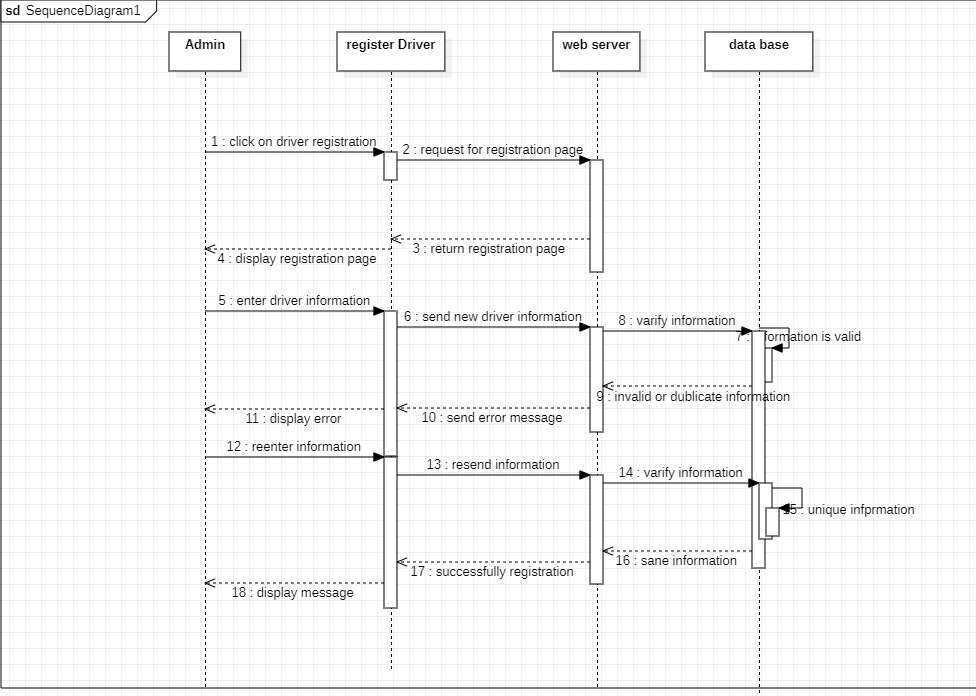 sd SequenceDiagram1
Admin
register Driver
web server
data base
1 : click on driver registration
2 : request for registration page
3 : return registration page
4 : display registration page
5 : enter driver information
6 : send new driver information
8 : varify information
7 : formation is valid
9 : invalid or dublicate information
10 : send error message
11 : display error
12 : reenter information
13 : resend information
14 : varify information
15 : unique infprmation
16 : sane information
17 : successfully registration
18 : display message